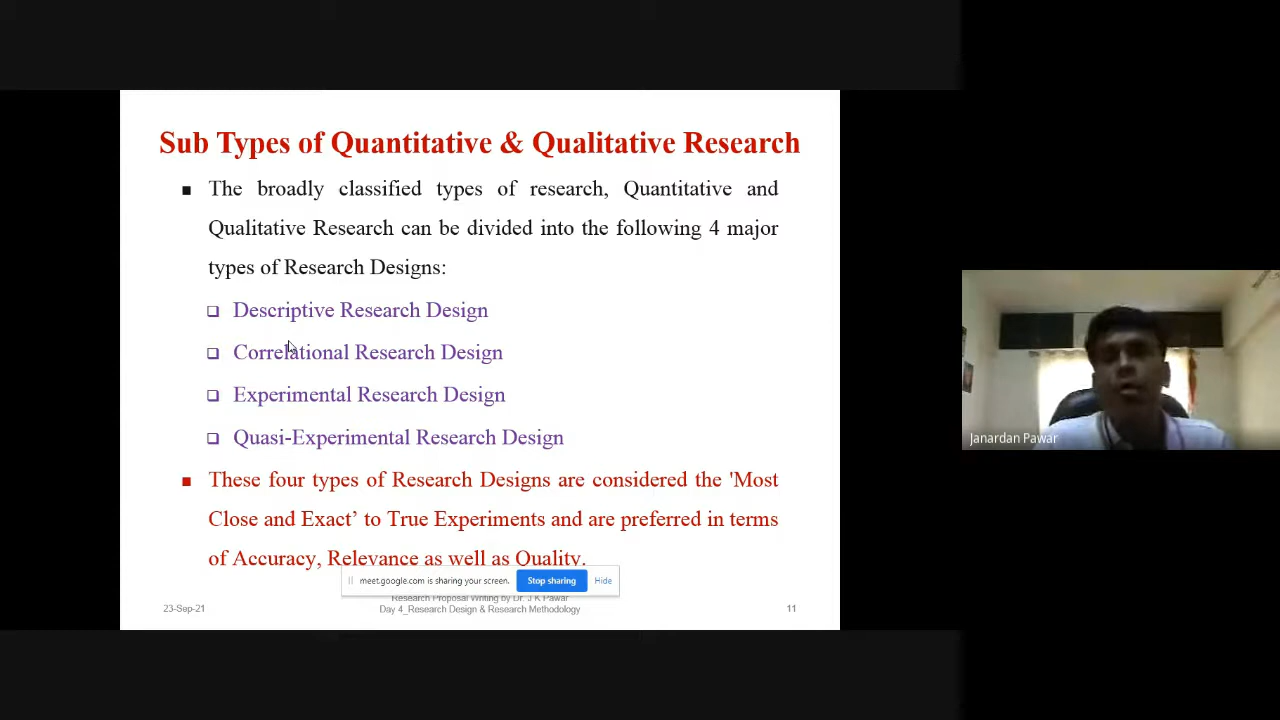 Sub Types of Quantitative & Qualitative Research
The broadly classified types of research, Quantitative and
Qualitative Research can be divided into the following 4 major
types of Research Designs:
Descriptive Research Design
Correlational Research Design
Experimental Research Design
Quasi-Experimental Research Design
These four types of Research Designs are considered the 'Most
Close and Exact’ to True Experiments and are preferred in terms
of Accuracy, Relevance as well as Quality.
meet.google.com is sharing your screen. Stop sharing Hide
Research Proposal Writing by Dr. J K Pawar
23-Sep-21 Day 4_Research Design & Research Methodology 11
Janardan Pawar